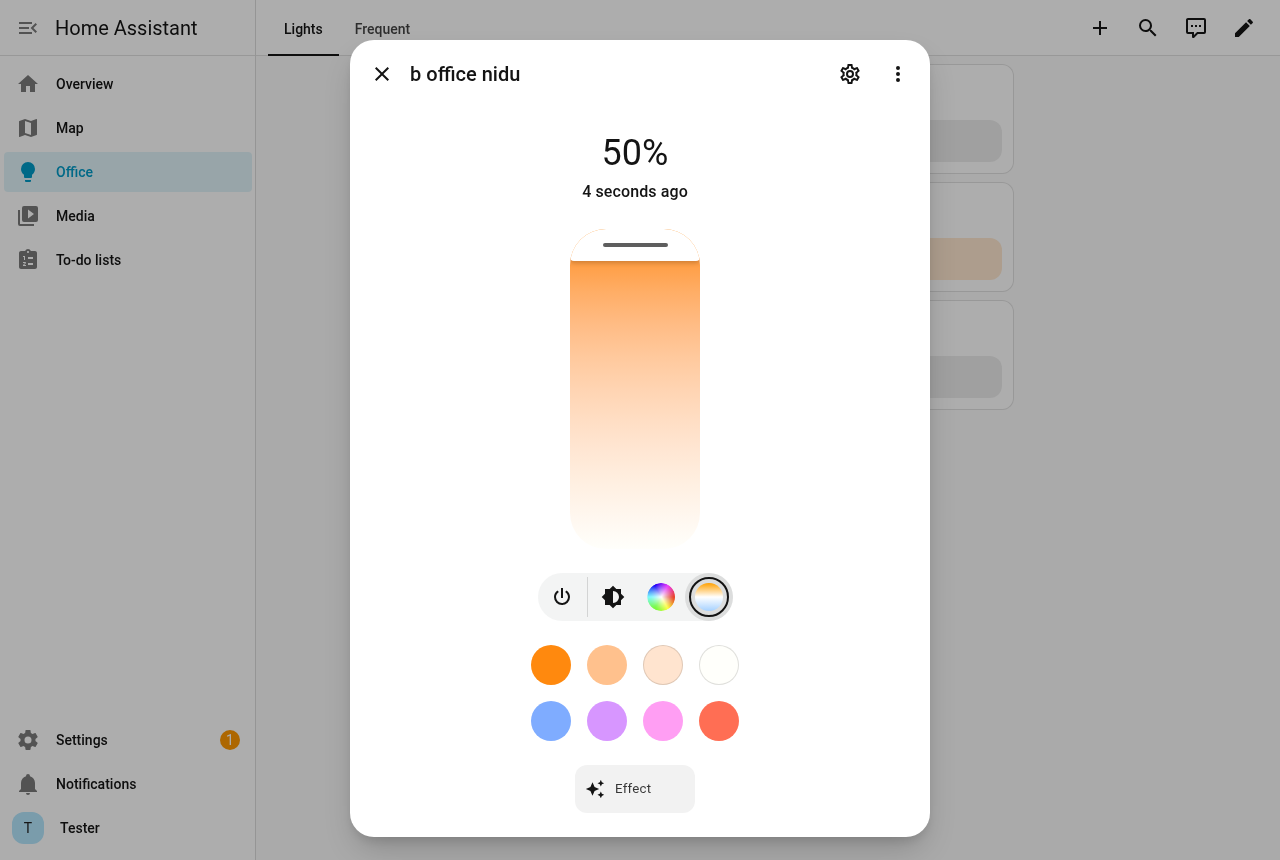 Home Assistant
Lights
Frequent
Overview
Map
Office
Media
To-do lists
Settings
1
Notifications
T
Tester
b office nidu
50%
4 seconds ago
Effect